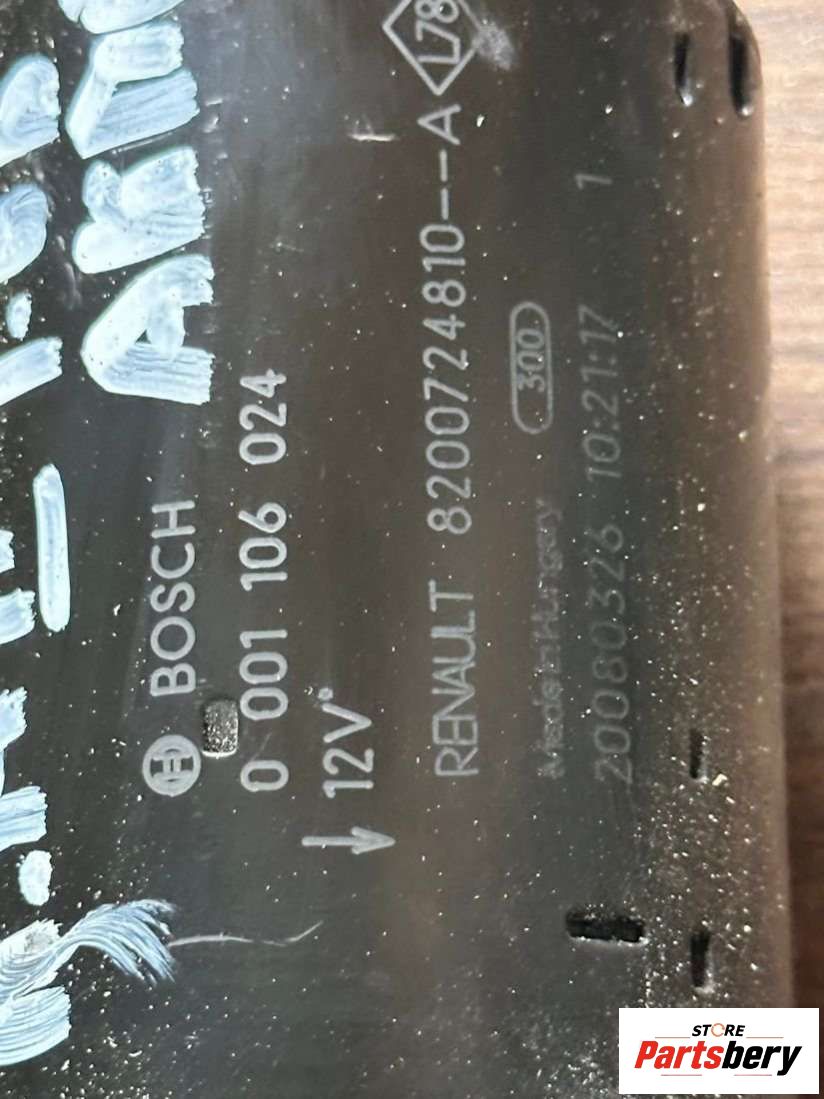 BOSCH
0 001 106 024
12V
RENAULT 8200724810--A
L78
300
Made in Hungary
20080326 10:21:17 1
STORE
Partsbery